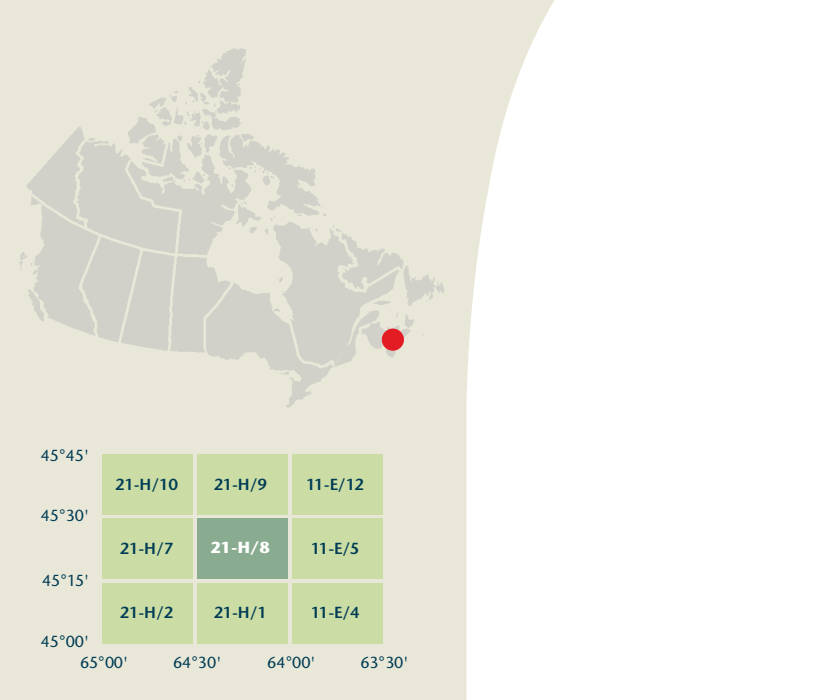 45°45'
21-H/10 21-H/9 11-E/12
45°30'
21-H/7 21-H/8 11-E/5
45°15'
21-H/2 21-H/1 11-E/4
45°00'
65°00' 64°30' 64°00' 63°30'